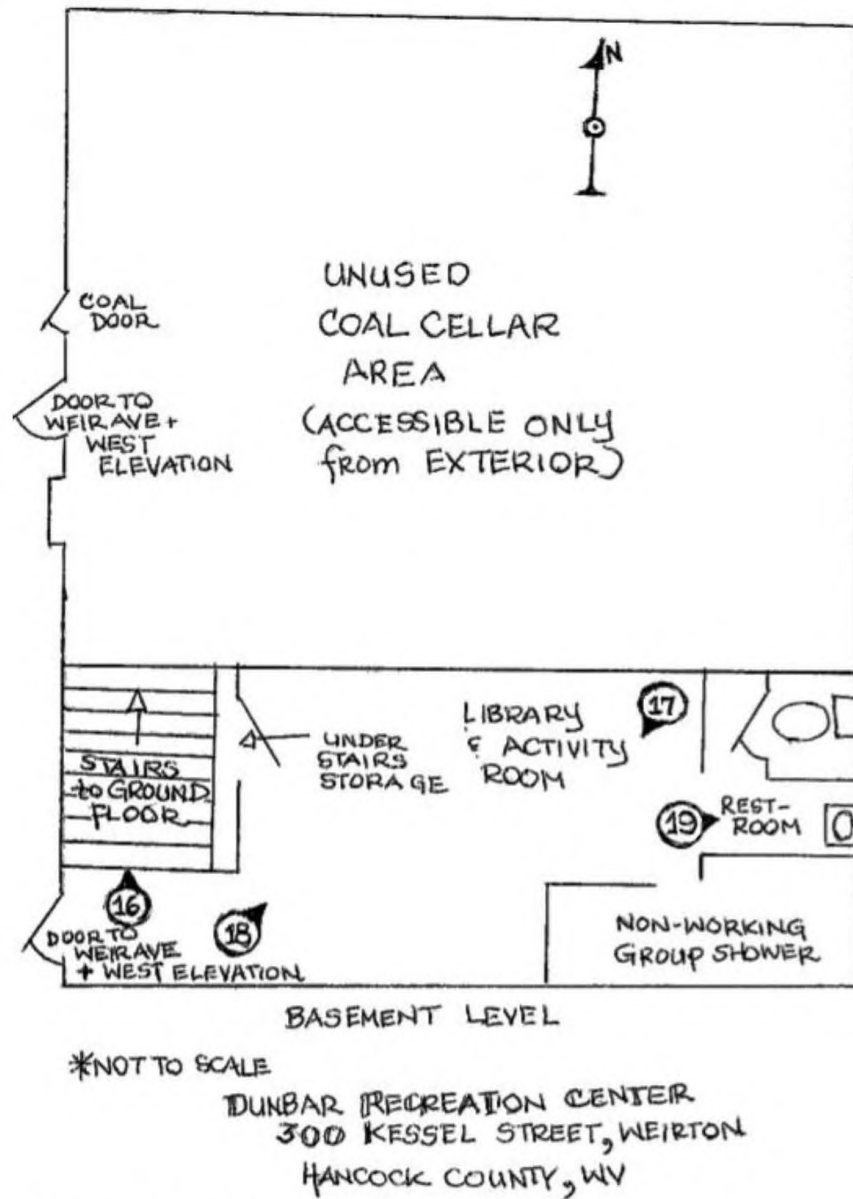 N
UNUSED
COAL CELLAR
AREA
(ACCESSIBLE ONLY
from EXTERIOR)
COAL
DOOR
DOOR TO
WEIR AVE +
WEST
ELEVATION
STAIRS
to GROUND
FLOOR
UNDER
STAIRS
STORAGE
LIBRARY
& ACTIVITY
ROOM
17
19
REST-
ROOM
16
18
DOOR TO
WEIR AVE
+ WEST ELEVATION
NON-WORKING
GROUP SHOWER
BASEMENT LEVEL
*NOT TO SCALE
DUNBAR RECREATION CENTER
300 KESSEL STREET, WEIRTON
HANCOCK COUNTY, WV